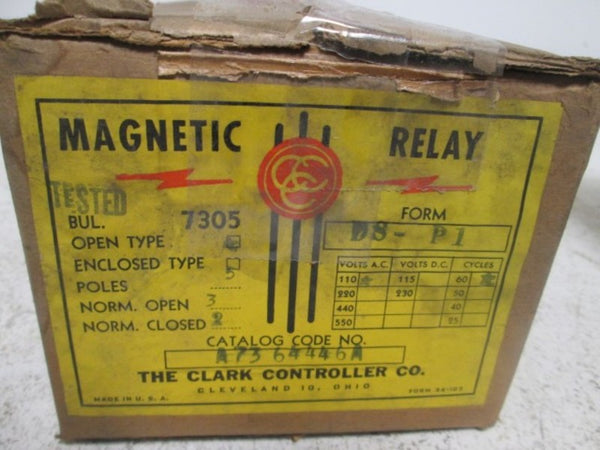 MAGNETIC RELAY
TESTED
BUL. 7305
OPEN TYPE
ENCLOSED TYPE
POLES 5
NORM. OPEN 3
NORM. CLOSED 2
CCC
FORM
D8-P1
VOLTS A.C. VOLTS D.C. CYCLES
110 115 60
220 230 50
440 40
550 25
CATALOG CODE NO.
A73 64446A
THE CLARK CONTROLLER CO.
CLEVELAND 10, OHIO
MADE IN U. S. A.